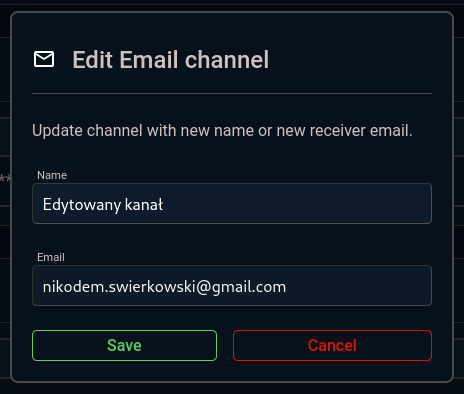 Edit Email channel
Update channel with new name or new receiver email.
**
Name
Edytowany kanał
Email
nikodem.swierkowski@gmail.com
Save
Cancel